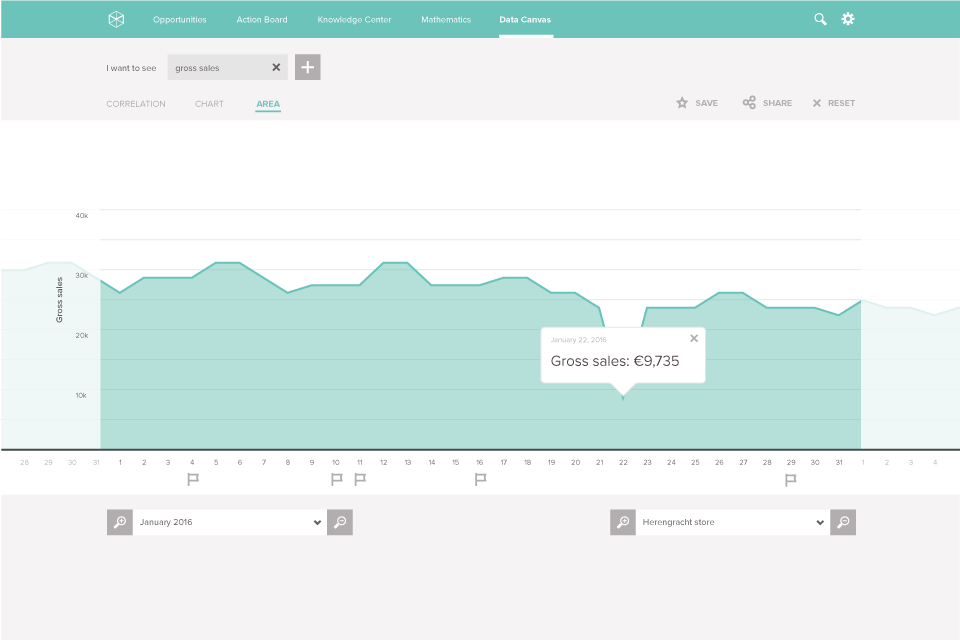 Opportunities Action Board Knowledge Center Mathematics Data Canvas
I want to see gross sales
CORRELATION CHART AREA SAVE SHARE RESET
40k
30k
Gross sales
20k
10k
January 22, 2016
Gross sales: €9,735
28 29 30 31 1 2 3 4 5 6 7 8 9 10 11 12 13 14 15 16 17 18 19 20 21 22 23 24 25 26 27 28 29 30 31 1 2 3 4
January 2016 Herengracht store